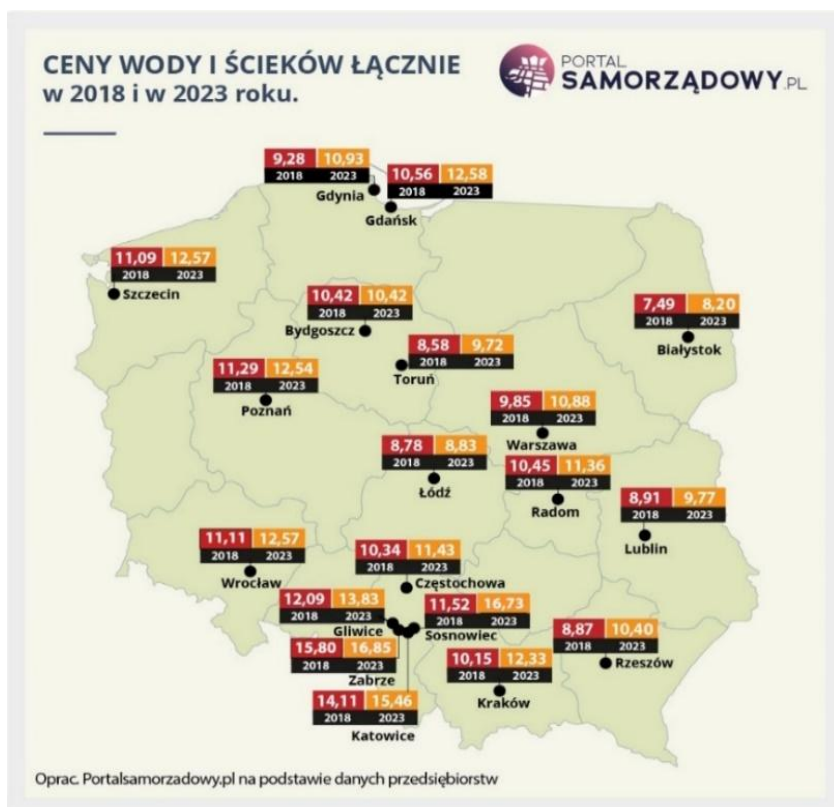 CENY WODY I ŚCIEKÓW ŁĄCZNIE
w 2018 i w 2023 roku.
PORTAL
SAMORZĄDOWY.PL
9,28 10,93
2018 2023
Gdynia
10,56 12,58
2018 2023
Gdańsk
11,09 12,57
2018 2023
Szczecin
10,42 10,42
2018 2023
Bydgoszcz
7,49 8,20
2018 2023
Białystok
8,58 9,72
2018 2023
Toruń
11,29 12,54
2018 2023
Poznań
9,85 10,88
2018 2023
Warszawa
8,78 8,83
2018 2023
Łódź
10,45 11,36
2018 2023
Radom
8,91 9,77
2018 2023
Lublin
11,11 12,57
2018 2023
Wrocław
10,34 11,43
2018 2023
Częstochowa
12,09 13,83
2018 2023
Gliwice
11,52 16,73
2018 2023
Sosnowiec
15,80 16,85
2018 2023
Zabrze
8,87 10,40
2018 2023
Rzeszów
10,15 12,33
2018 2023
Kraków
14,11 15,46
2018 2023
Katowice
Oprac. Portalsamorzadowy.pl na podstawie danych przedsiębiorstw